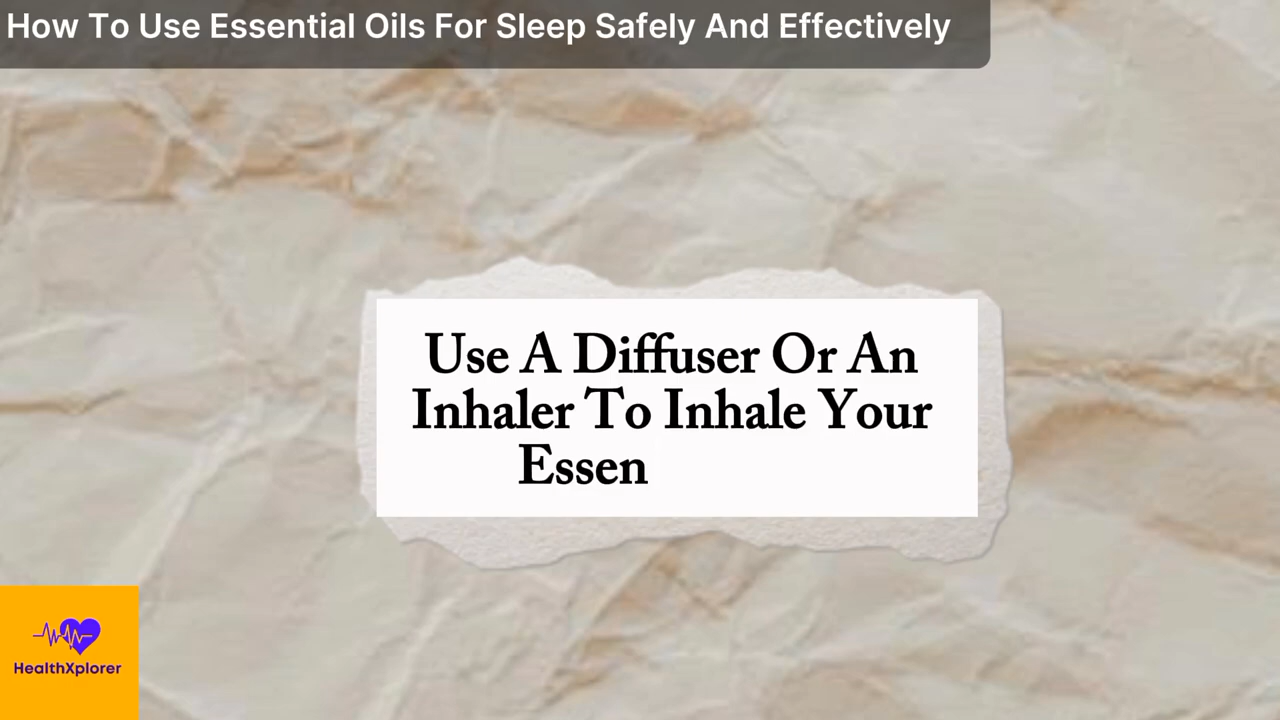 How To Use Essential Oils For Sleep Safely And Effectively
Use A Diffuser Or An
Inhaler To Inhale Your
Essen
HealthXplorer